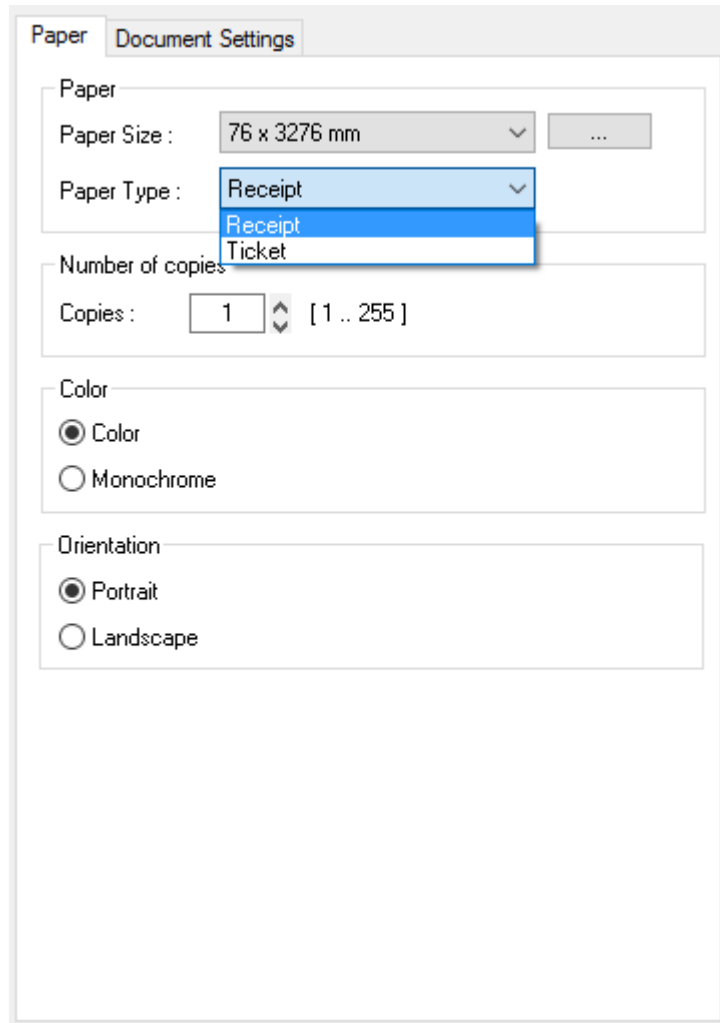 Paper Document Settings
Paper
Paper Size : 76 x 3276 mm ...
Paper Type : Receipt
Receipt
Ticket
Number of copies
Copies : 1 [ 1 .. 255 ]
Color
Color
Monochrome
Orientation
Portrait
Landscape